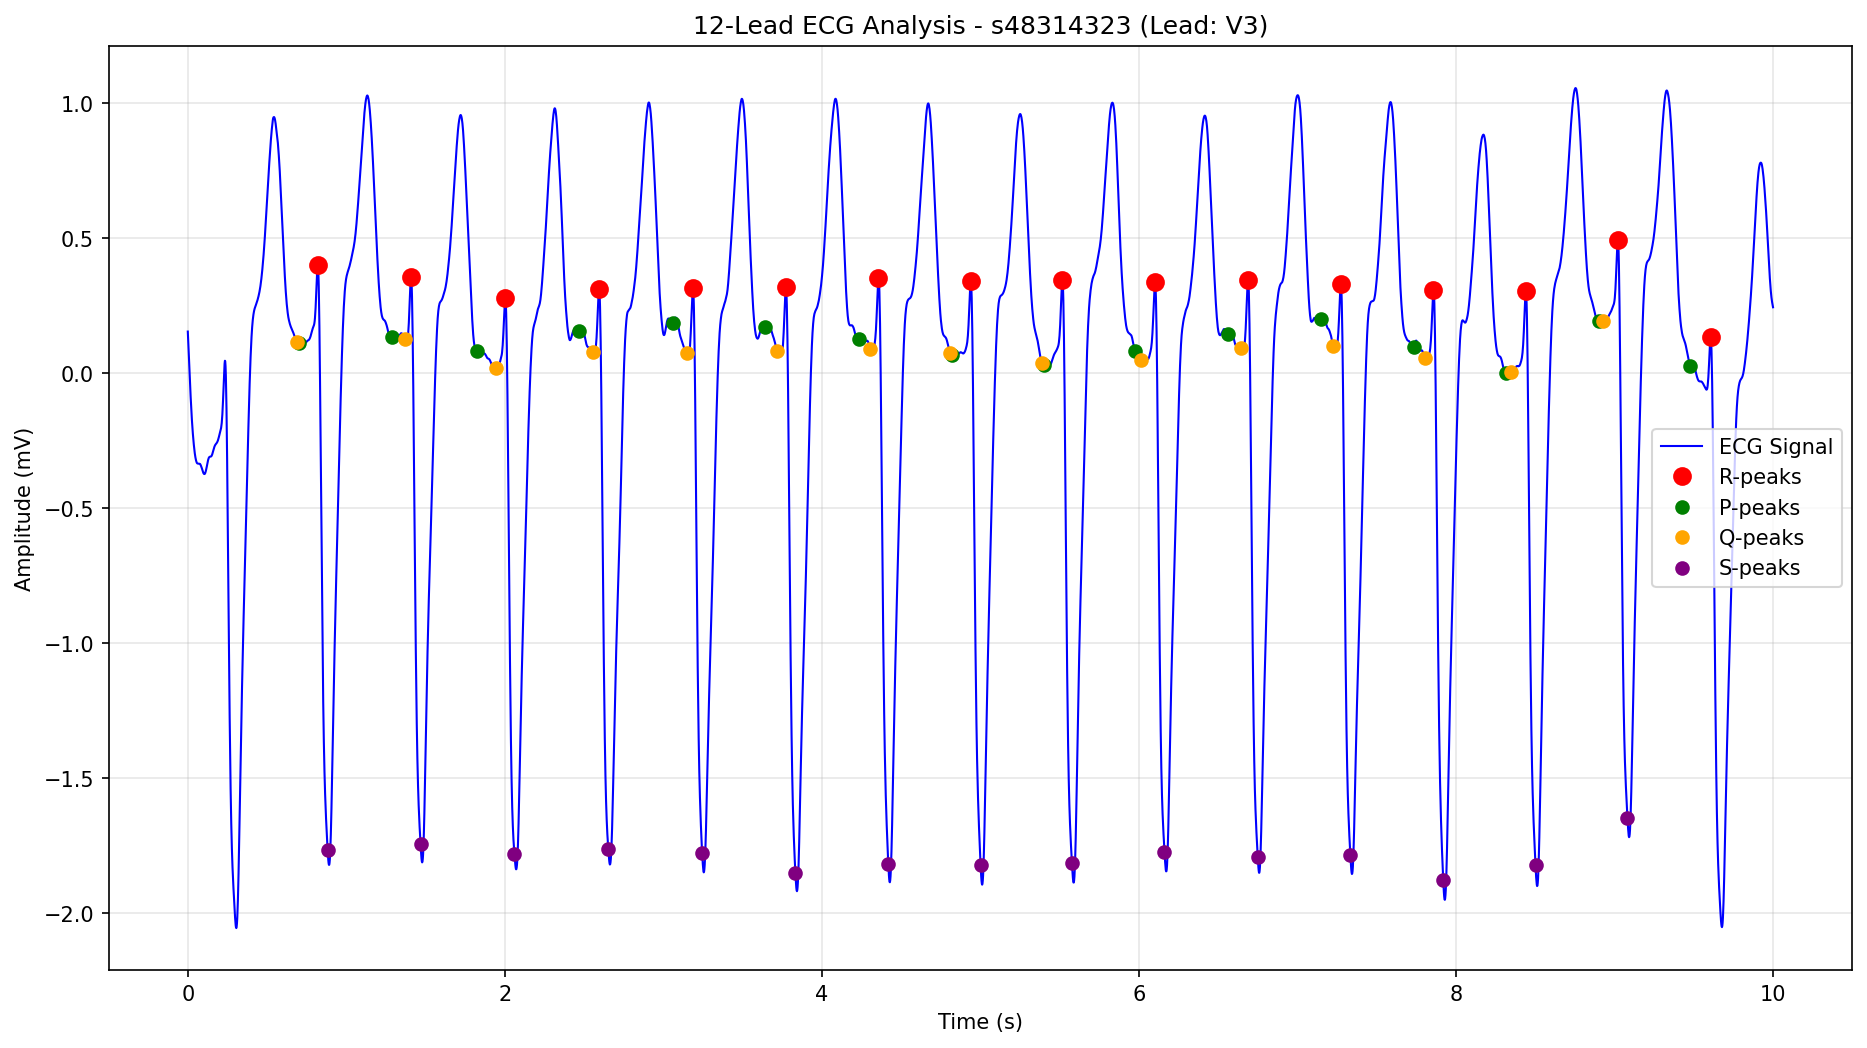 12-Lead ECG Analysis - s48314323 (Lead: V3)
Amplitude (mV)
1.0
0.5
0.0
−0.5
−1.0
−1.5
−2.0
ECG Signal
R-peaks
P-peaks
Q-peaks
S-peaks
0 2 4 6 8 10
Time (s)